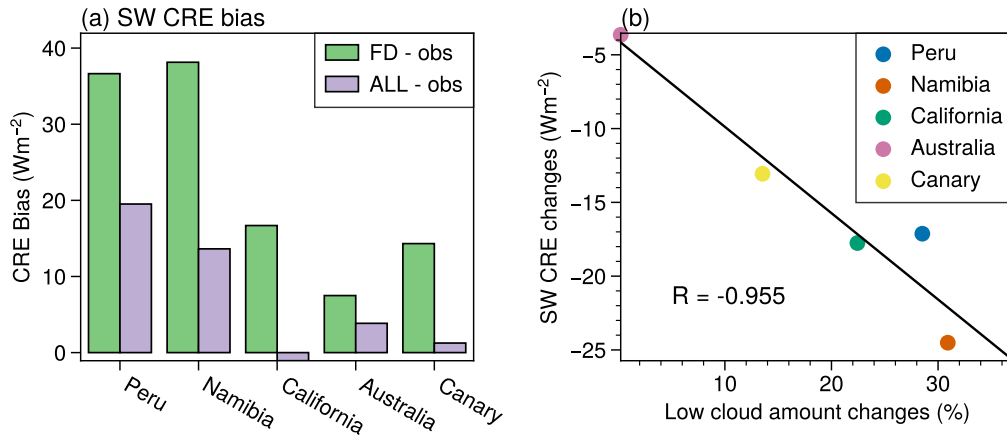 (a) SW CRE bias
CRE Bias (Wm⁻²)
40
30
20
10
0
FD - obs
ALL - obs
Peru
Namibia
California
Australia
Canary
(b)
SW CRE changes (Wm⁻²)
−5
−10
−15
−20
−25
Peru
Namibia
California
Australia
Canary
R = -0.955
10
20
30
Low cloud amount changes (%)